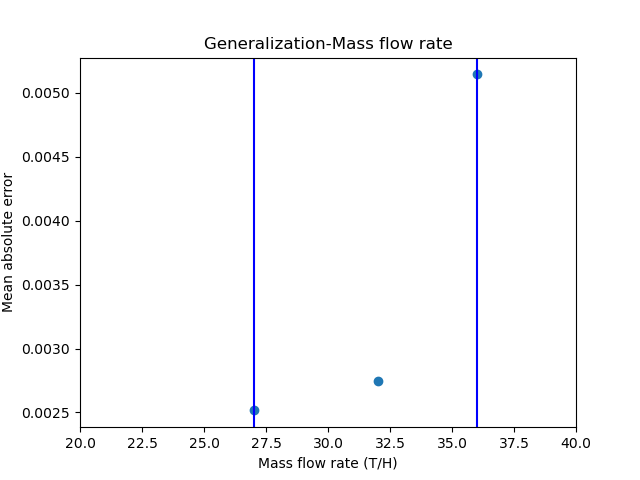 Generalization-Mass flow rate
Mean absolute error
0.0050
0.0045
0.0040
0.0035
0.0030
0.0025
20.0 22.5 25.0 27.5 30.0 32.5 35.0 37.5 40.0
Mass flow rate (T/H)